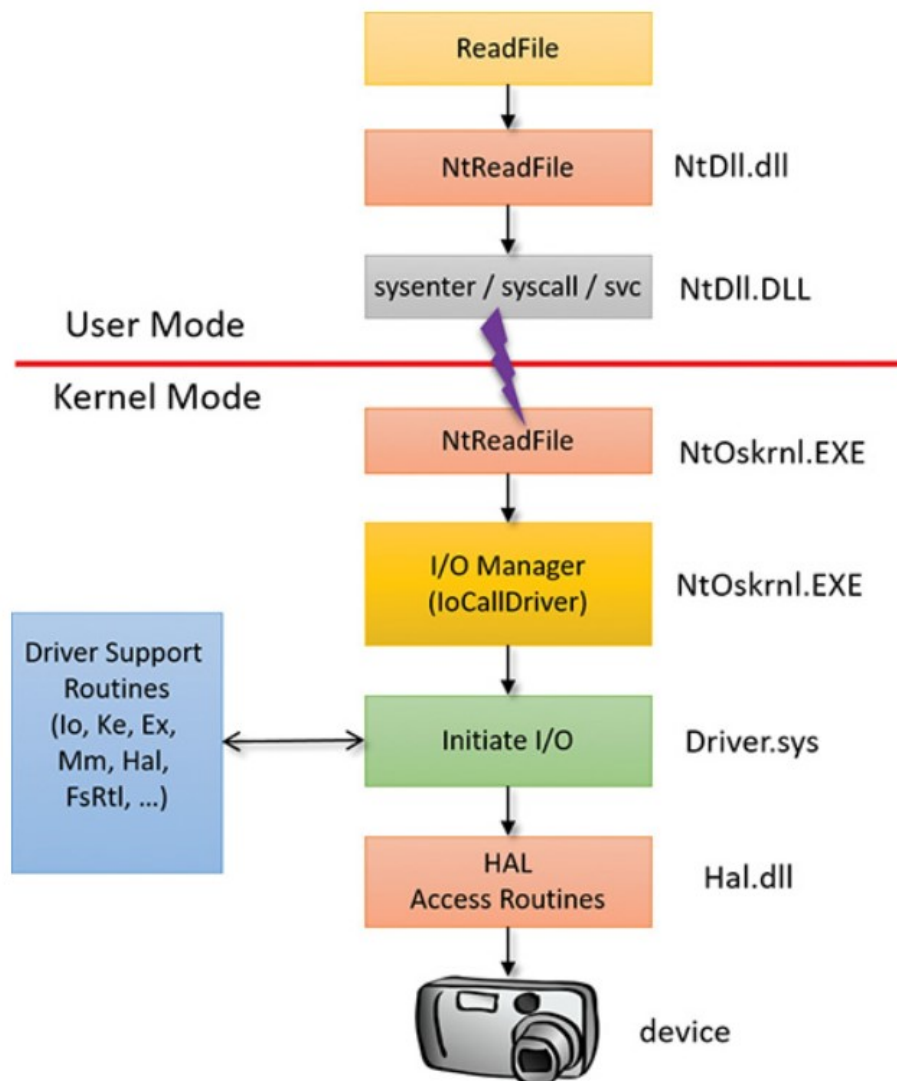 ReadFile
NtReadFile
NtDll.dll
sysenter / syscall / svc
NtDll.DLL
User Mode
Kernel Mode
NtReadFile
NtOskrnl.EXE
I/O Manager
(IoCallDriver)
NtOskrnl.EXE
Driver Support
Routines
(Io, Ke, Ex,
Mm, Hal,
FsRtl, ...)
Initiate I/O
Driver.sys
HAL
Access Routines
Hal.dll
device